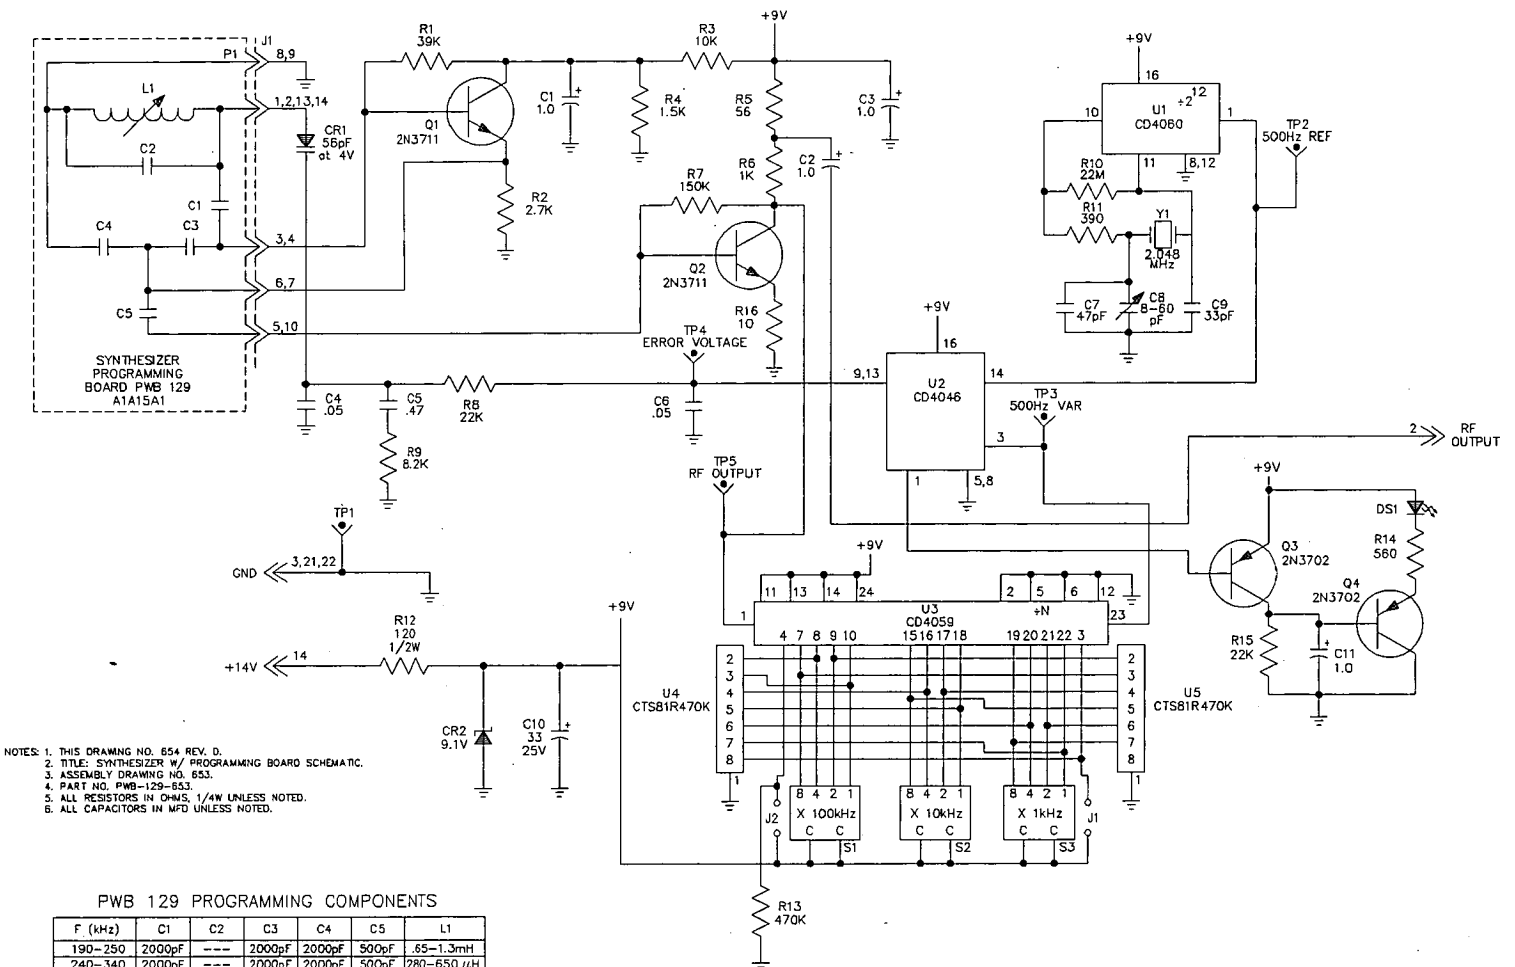 +9V
J1
P1
8,9
R1
39K
R3
10K
L1
1,2,13,14
CR1
56pF
at 4V
C2
C1
C4
C3
3,4
6,7
C5
5,10
SYNTHESIZER
PROGRAMMING
BOARD PWB 129
A1A15A1
Q1
2N3711
C1
1.0
R4
1.5K
R5
56
C3
1.0
R2
2.7K
R7
150K
R6
1K
C2
1.0
Q2
2N3711
R16
10
TP4
ERROR VOLTAGE
C4
.05
C5
.47
R8
22K
R9
8.2K
C6
.05
+9V
16
12
÷2
U1
CD4060
10
1
11
8,12
TP2
500Hz REF
R10
22M
R11
390
Y1
2.048
MHz
C7
47pF
C8
8-60
pF
C9
33pF
+9V
16
9,13
U2
CD4046
14
3
1
5,8
TP3
500Hz VAR
2
RF
OUTPUT
TP5
RF OUTPUT
TP1
GND
3,21,22
+9V
DS1
R14
560
Q3
2N3702
Q4
2N3702
R15
22K
C11
1.0
+9V
11
13
14
24
2
5
6
12
U3
CD4059
÷N
1
23
4 7 8 9 10
15 16 17 18
19 20 21 22 3
U4
CTS81R470K
2
3
4
5
6
7
8
1
U5
CTS81R470K
2
3
4
5
6
7
8
1
8 4 2 1
X 100kHz
C C
S1
8 4 2 1
X 10kHz
C C
S2
8 4 2 1
X 1kHz
C C
S3
J2
J1
R13
470K
+14V
14
R12
120
1/2W
+9V
CR2
9.1V
C10
33
25V
NOTES: 1. THIS DRAWING NO. 654 REV. D.
2. TITLE: SYNTHESIZER W/ PROGRAMMING BOARD SCHEMATIC.
3. ASSEMBLY DRAWING NO. 653.
4. PART NO. PWB-129-653.
5. ALL RESISTORS IN OHMS, 1/4W UNLESS NOTED.
6. ALL CAPACITORS IN MFD UNLESS NOTED.
PWB 129 PROGRAMMING COMPONENTS
F (kHz) C1 C2 C3 C4 C5 L1
190-250 2000pF --- 2000pF 2000pF 500pF .65-1.3mH
240-340 2000pF --- 2000pF 2000pF 500pF 280-650 μH